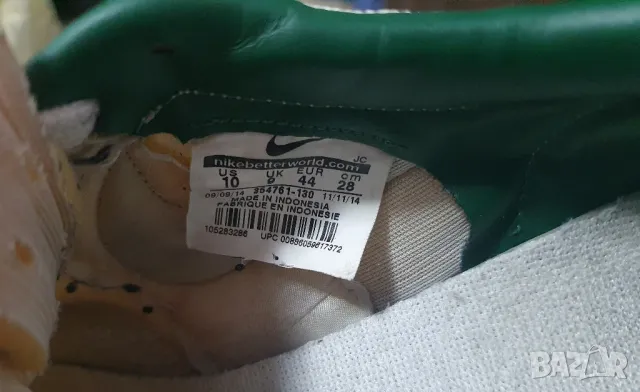 JC
nikebetterworld.com
US UK EUR cm
10 9 44 28
09/09/14 354761-130 11/11/14
MADE IN INDONESIA
FABRIQUE EN INDONESIE
105283286 UPC 00886059617372
BAZAR